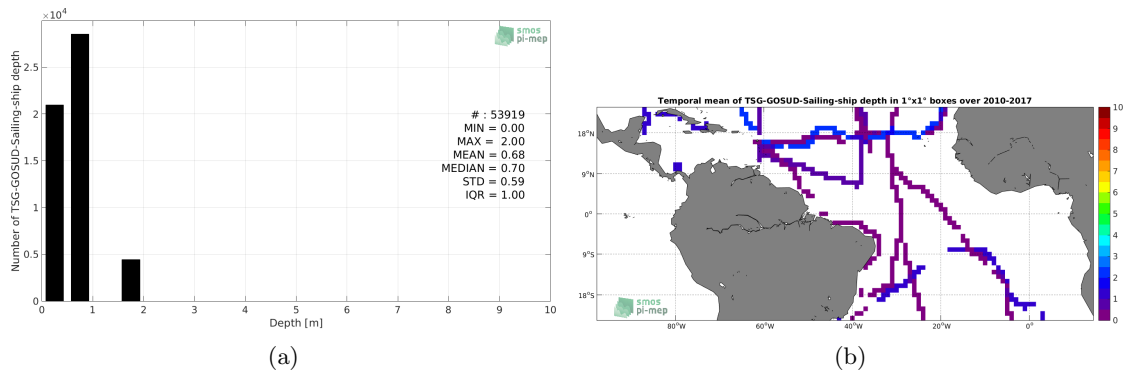 ×10⁴
Number of TSG-GOSUD-Sailing-ship depth
0
0.5
1
1.5
2
2.5
smos
pi-mep
# : 53919
MIN = 0.00
MAX = 2.00
MEAN = 0.68
MEDIAN = 0.70
STD = 0.59
IQR = 1.00
0 1 2 3 4 5 6 7 8 9 10
Depth [m]
(a)
Temporal mean of TSG-GOSUD-Sailing-ship depth in 1°x1° boxes over 2010-2017
18°N
9°N
0°
9°S
18°S
80°W 60°W 40°W 20°W 0°
smos
pi-mep
10
9
8
7
6
5
4
3
2
1
0
(b)